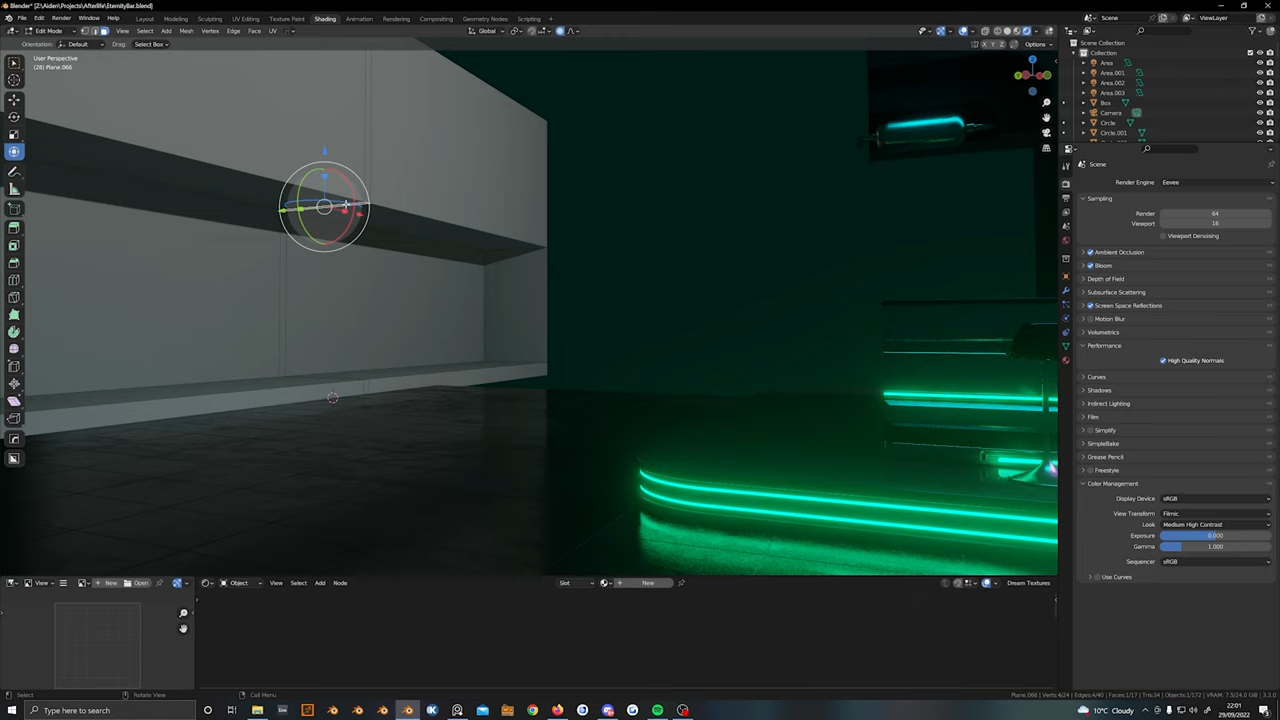 Blender* [Z:\Aiden\Projects\Afterlife\EternityBar.blend]
File Edit Render Window Help Layout Modeling Sculpting UV Editing Texture Paint Shading Animation Rendering Compositing Geometry Nodes Scripting + Scene ViewLayer
Edit Mode View Select Add Mesh Vertex Edge Face UV Global
Orientation: Default Drag: Select Box X Y Z Options
User Perspective
(28) Plane.066
Scene Collection
Collection
Area
Area.001
Area.002
Area.003
Box
Camera
Circle
Circle.001
Scene
Render Engine Eevee
Sampling
Render 64
Viewport 16
Viewport Denoising
Ambient Occlusion
Bloom
Depth of Field
Subsurface Scattering
Screen Space Reflections
Motion Blur
Volumetrics
Performance
High Quality Normals
Curves
Shadows
Indirect Lighting
Film
Simplify
SimpleBake
Grease Pencil
Freestyle
Color Management
Display Device sRGB
View Transform Filmic
Look Medium High Contrast
Exposure 0.000
Gamma 1.000
Sequencer sRGB
Use Curves
View New Open Object View Select Add Node Slot New Dream Textures
Select Rotate View Call Menu Plane.066 | Verts:4/24 | Edges:4/40 | Faces:1/17 | Tris:34 | Objects:1/172 | VRAM: 7.5/24.0 GiB | 3.3.0
Type here to search 10°C Cloudy 22:01
29/09/2022